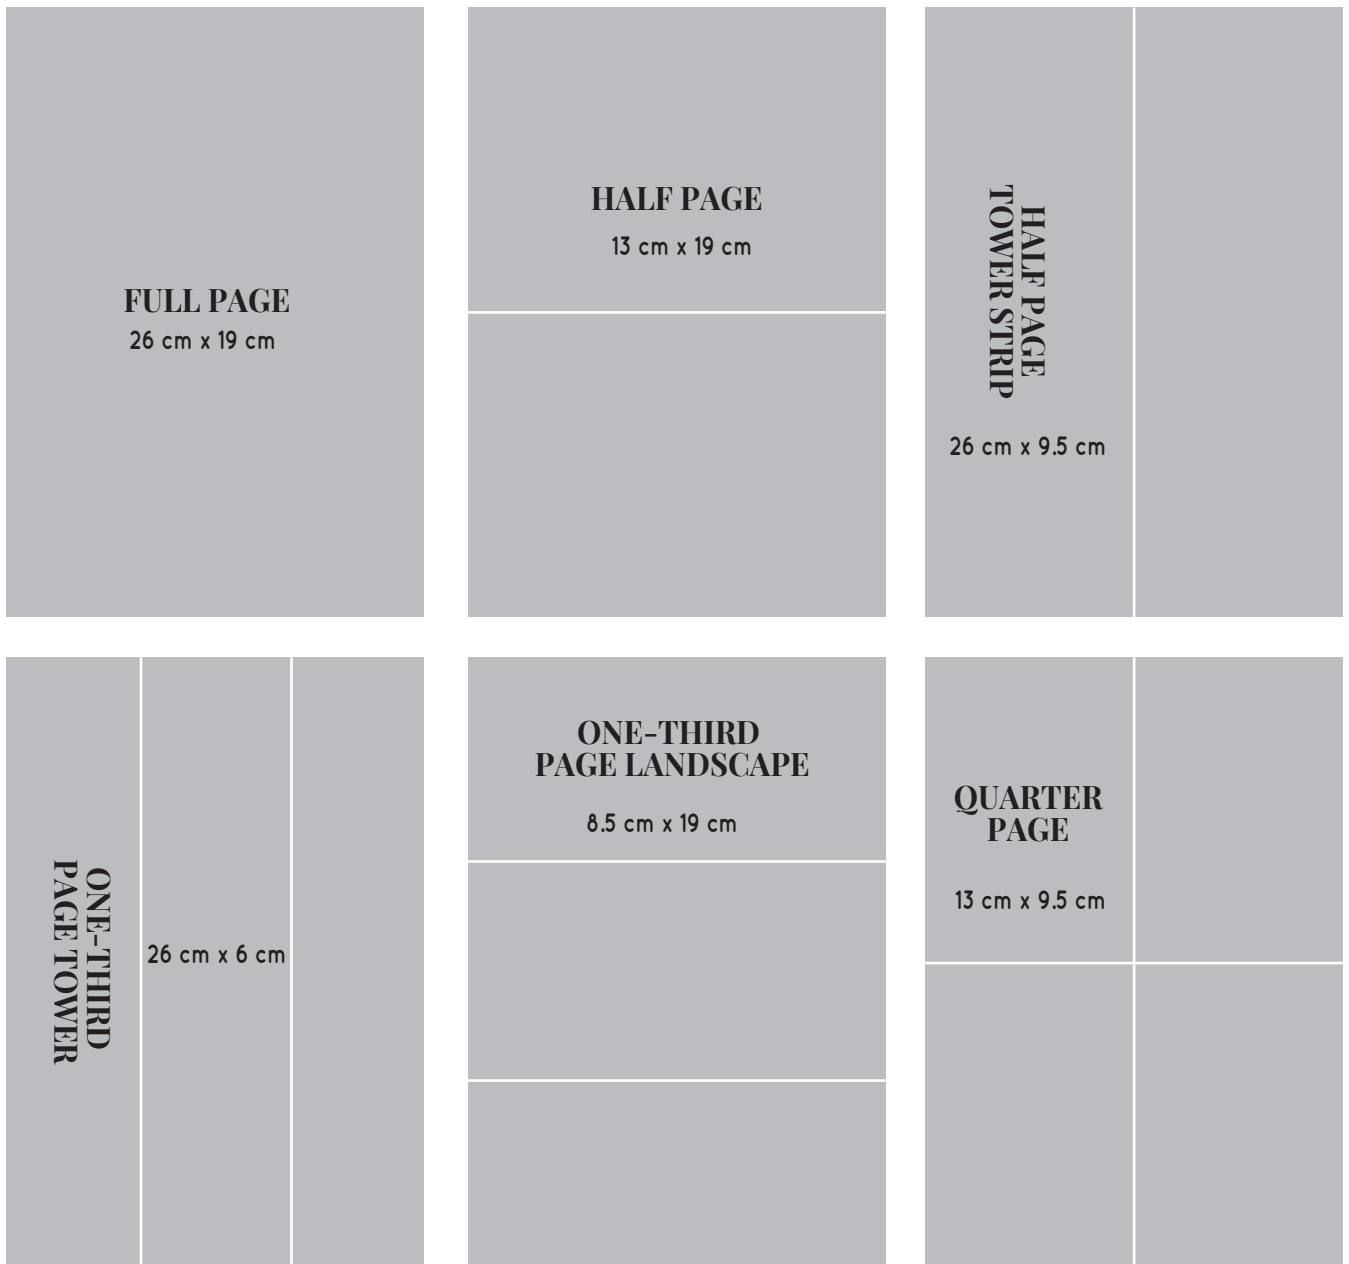 FULL PAGE
26 cm x 19 cm
HALF PAGE
13 cm x 19 cm
HALF PAGE
TOWER STRIP
26 cm x 9.5 cm
ONE-THIRD
PAGE TOWER
26 cm x 6 cm
ONE-THIRD
PAGE LANDSCAPE
8.5 cm x 19 cm
QUARTER
PAGE
13 cm x 9.5 cm